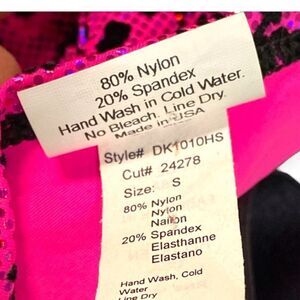 80% Nylon
20% Spandex
Hand Wash in Cold Water.
No Bleach. Line Dry.
Made in USA
Style# DK1010HS
Cut# 24278
Size: S
80% Nylon
Nylon
Nailon
20% Spandex
Elasthanne
Elastano
Hand Wash, Cold
Water
Line Dry